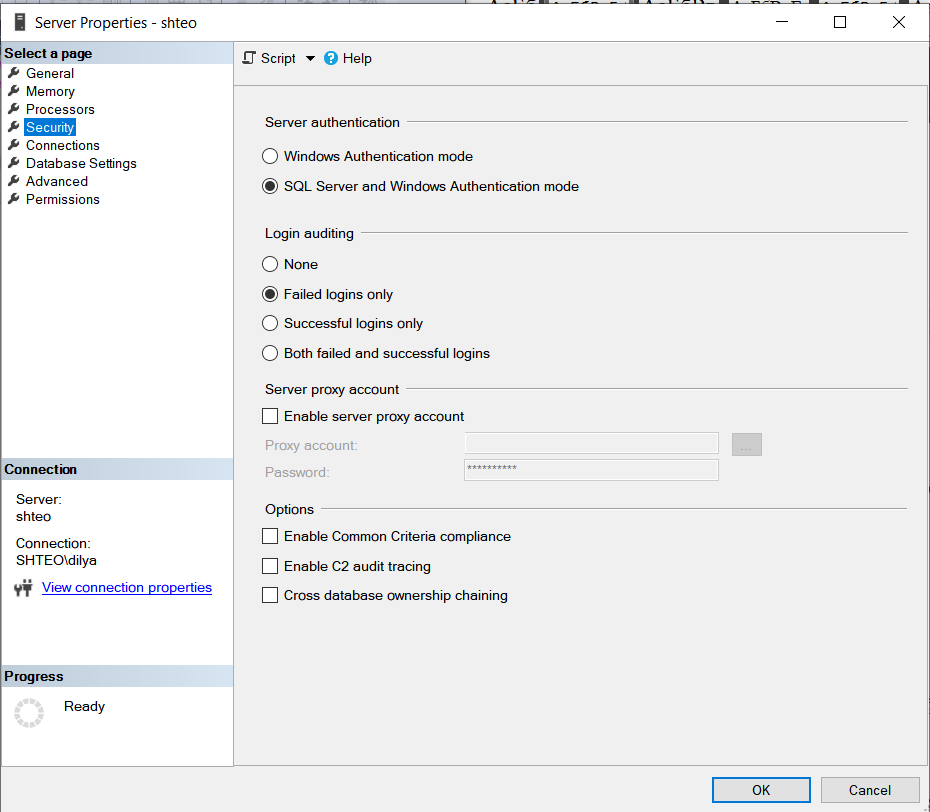 Server Properties - shteo
Select a page
General
Memory
Processors
Security
Connections
Database Settings
Advanced
Permissions
Script
Help
Server authentication
Windows Authentication mode
SQL Server and Windows Authentication mode
Login auditing
None
Failed logins only
Successful logins only
Both failed and successful logins
Server proxy account
Enable server proxy account
Proxy account:
...
Password:
**********
Options
Enable Common Criteria compliance
Enable C2 audit tracing
Cross database ownership chaining
Connection
Server:
shteo
Connection:
SHTEO\dilya
View connection properties
Progress
Ready
OK
Cancel